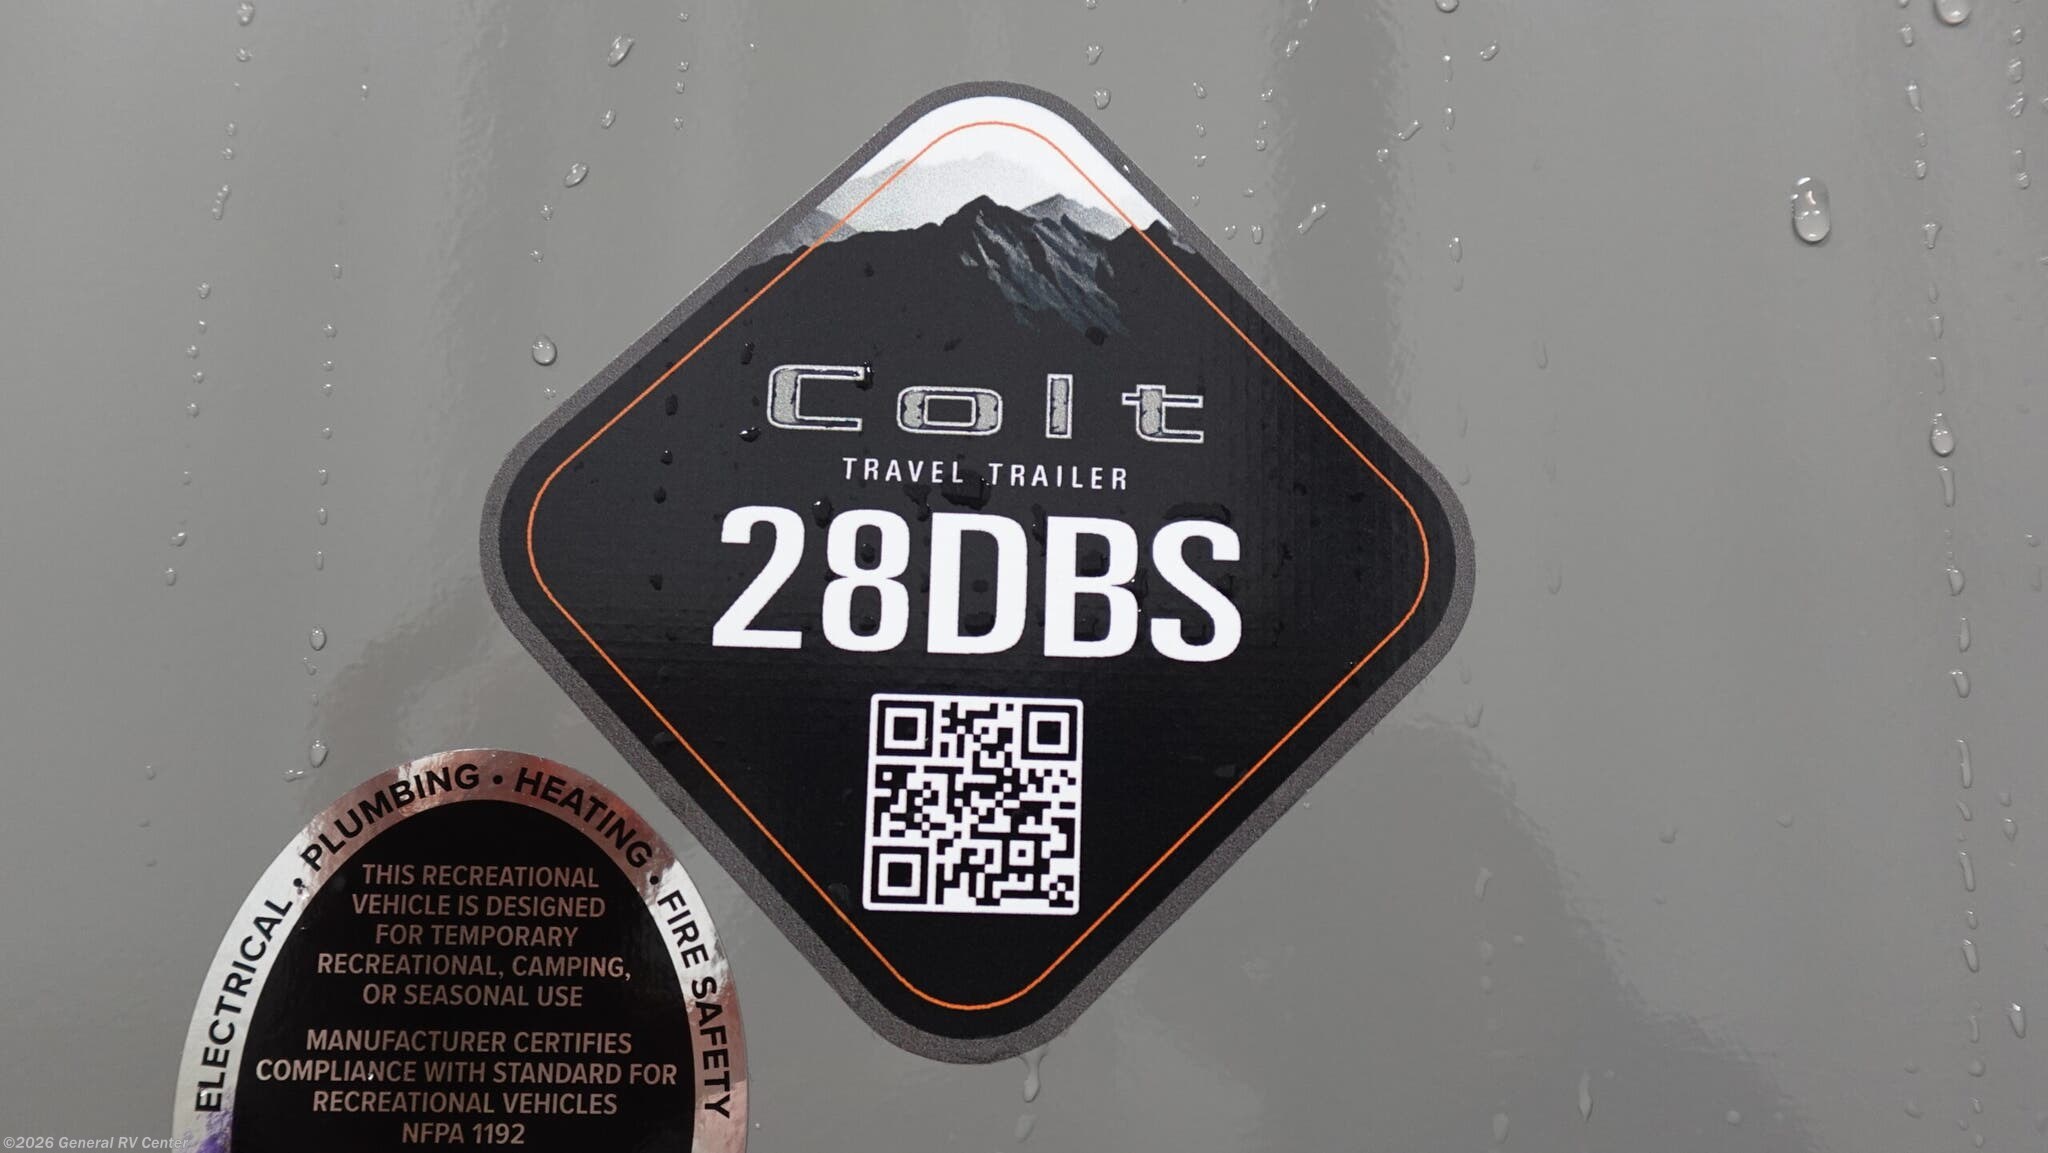 Colt
TRAVEL TRAILER
28DBS
ELECTRICAL • PLUMBING • HEATING • FIRE SAFETY
THIS RECREATIONAL
VEHICLE IS DESIGNED
FOR TEMPORARY
RECREATIONAL, CAMPING,
OR SEASONAL USE
MANUFACTURER CERTIFIES
COMPLIANCE WITH STANDARD FOR
RECREATIONAL VEHICLES
NFPA 1192
©2026 General RV Center